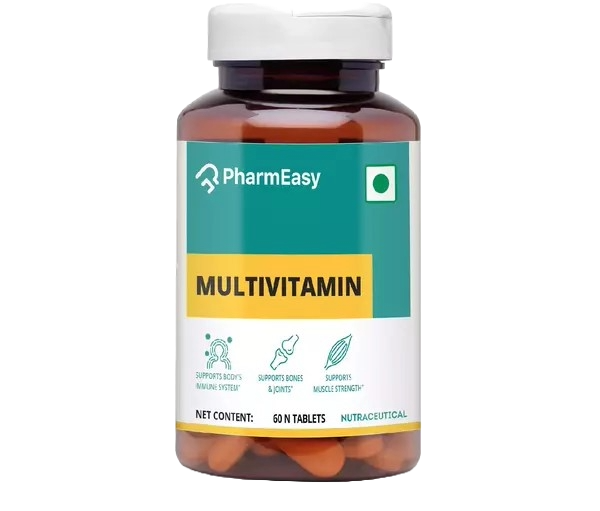 PharmEasy
MULTIVITAMIN
SUPPORTS BODY'S
IMMUNE SYSTEM*
SUPPORTS BONES
& JOINTS*
SUPPORTS
MUSCLE STRENGTH*
NET CONTENT: 60 N TABLETS NUTRACEUTICAL